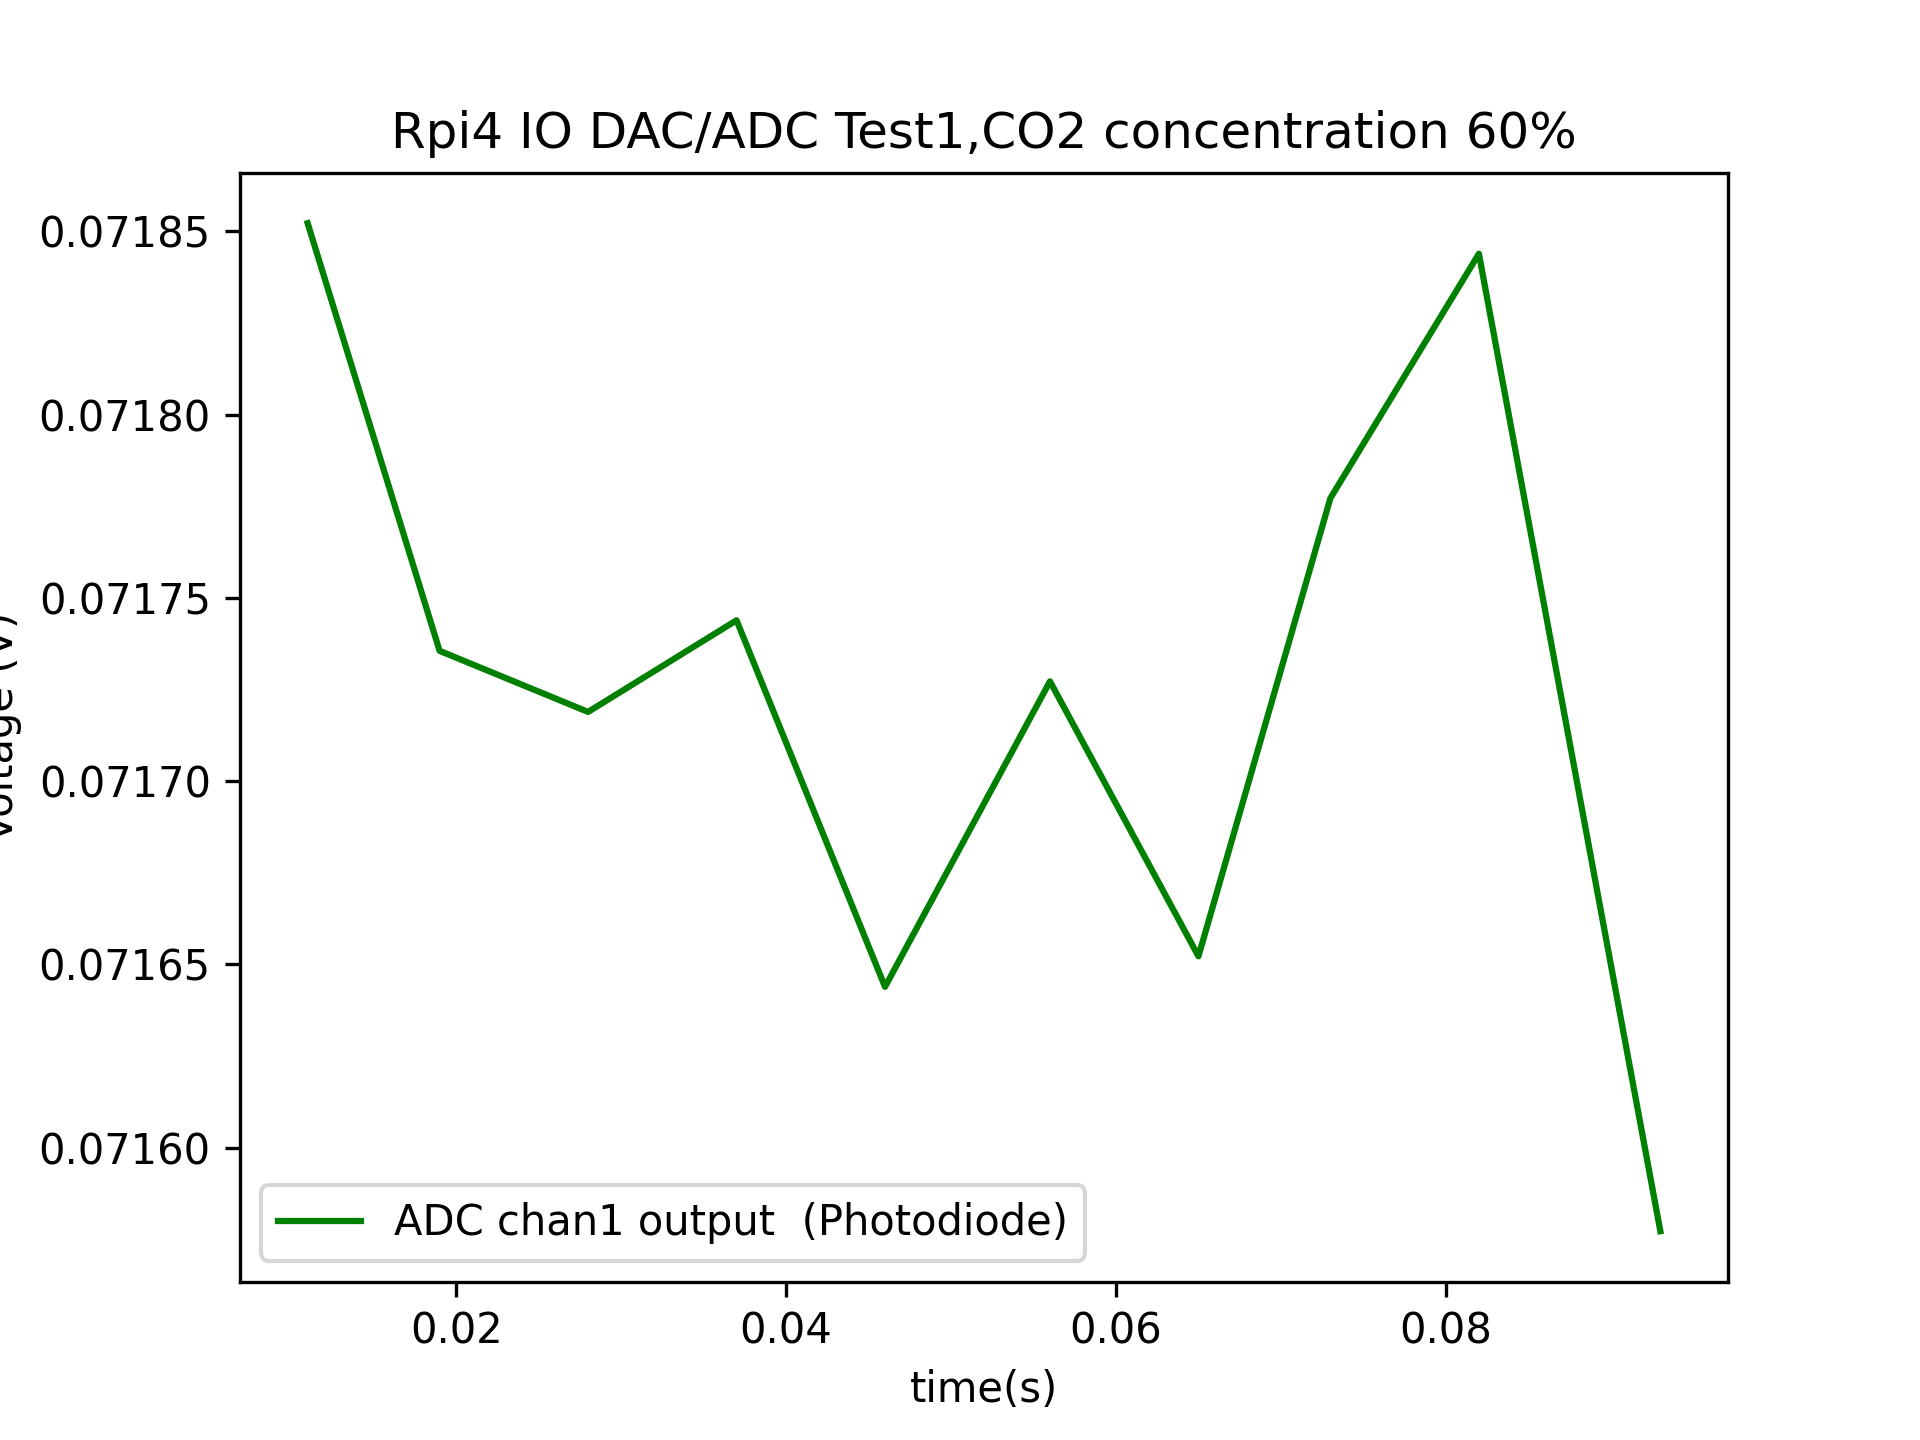 Rpi4 IO DAC/ADC Test1,CO2 concentration 60%
0.07185
0.07180
0.07175
0.07170
0.07165
0.07160
voltage (v)
ADC chan1 output  (Photodiode)
0.02 0.04 0.06 0.08
time(s)